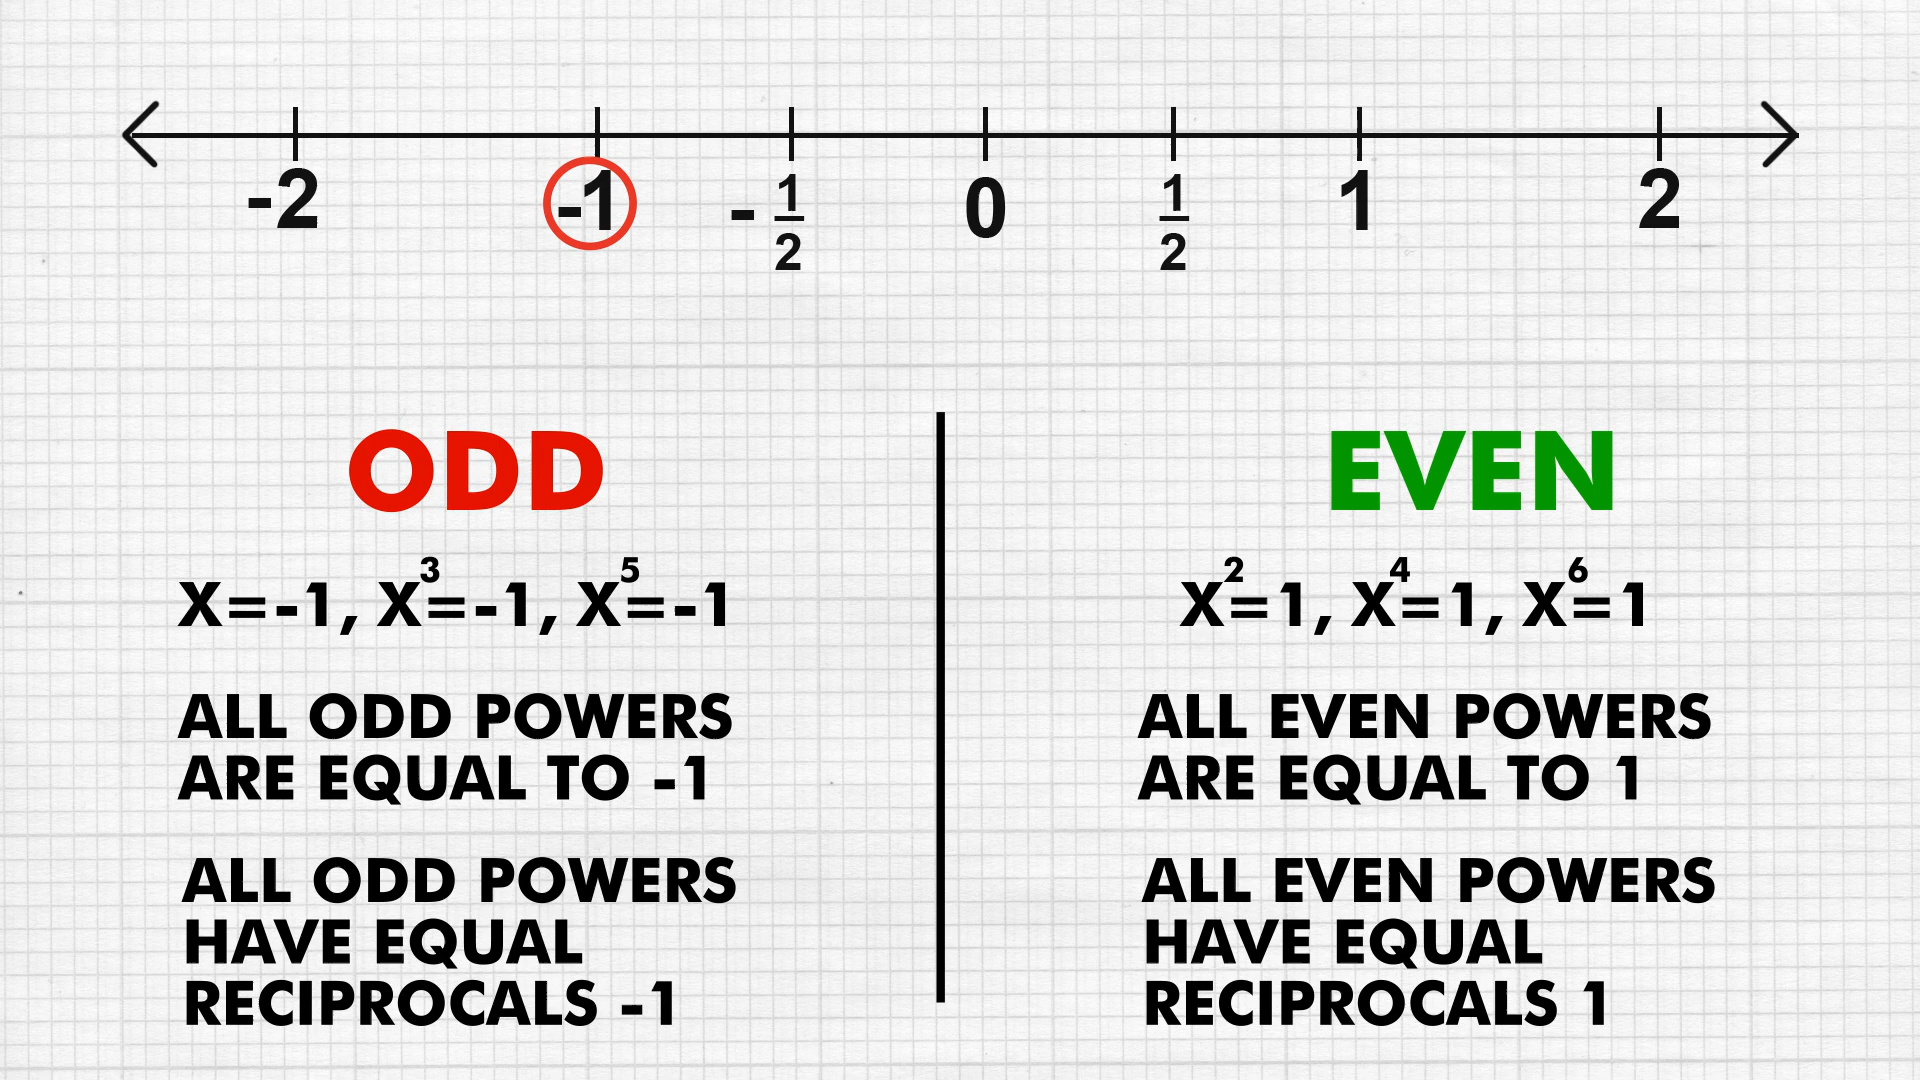 -2 -1 - 1/2 0 1/2 1 2
ODD
X=-1, X³=-1, X⁵=-1
ALL ODD POWERS
ARE EQUAL TO -1
ALL ODD POWERS
HAVE EQUAL
RECIPROCALS -1
EVEN
X²=1, X⁴=1, X⁶=1
ALL EVEN POWERS
ARE EQUAL TO 1
ALL EVEN POWERS
HAVE EQUAL
RECIPROCALS 1